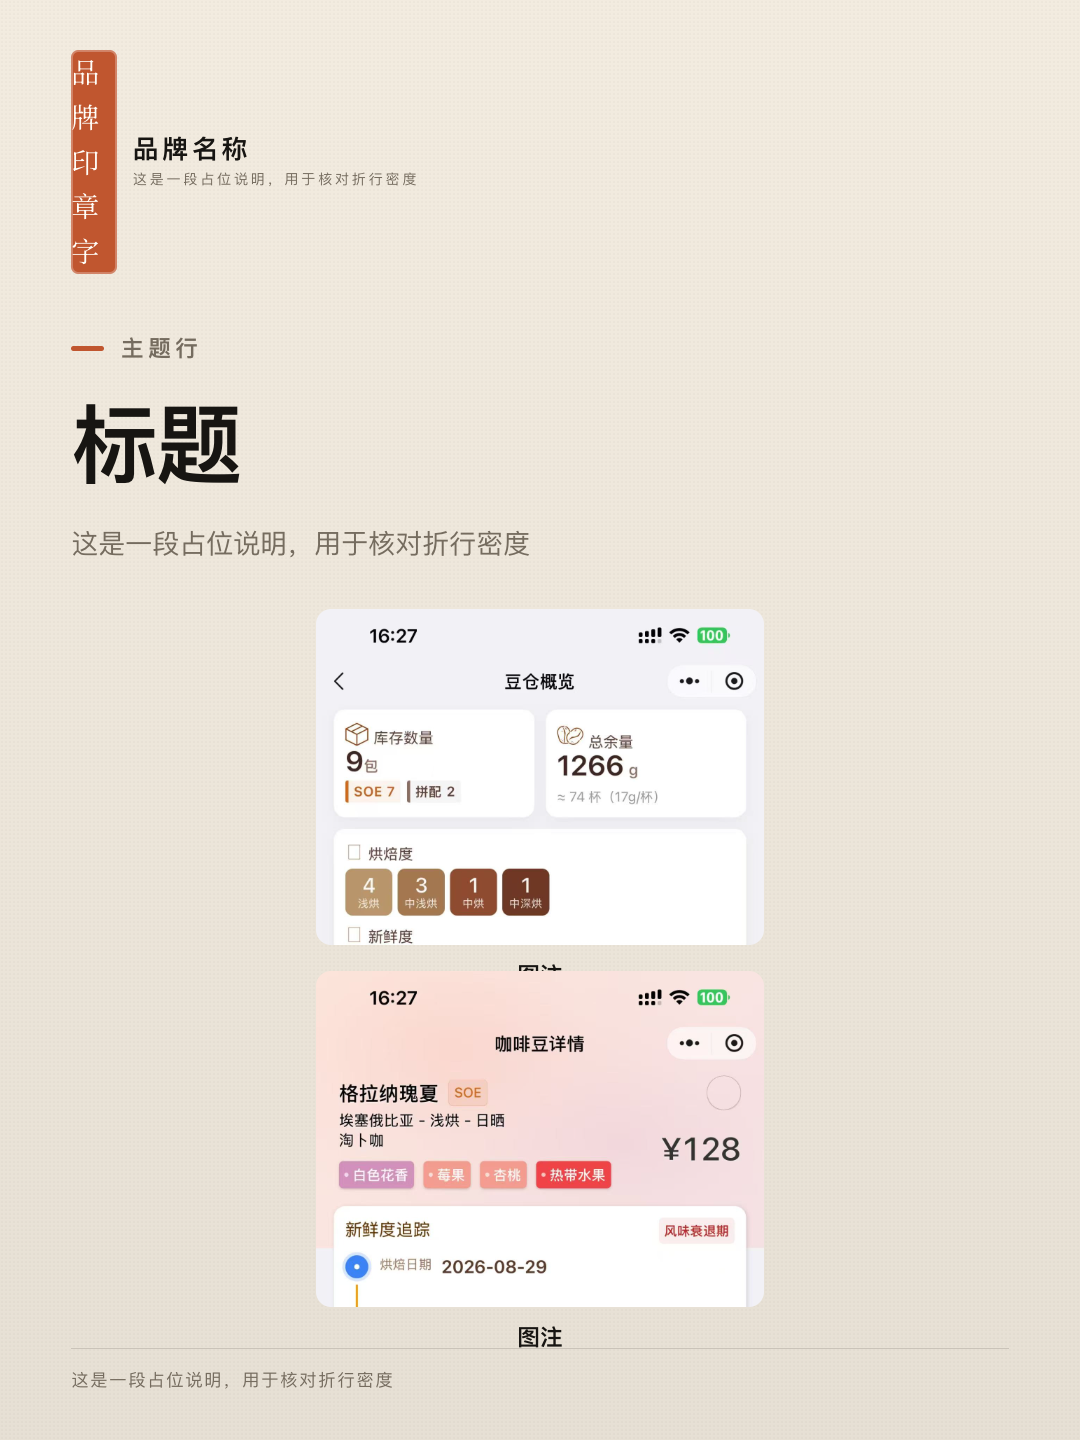 品
牌
印
章
字
品牌名称
这是一段占位说明，用于核对折行密度
主题行
标题
这是一段占位说明，用于核对折行密度
16:27
100
豆仓概览
库存数量
9包
SOE 7 拼配 2
总余量
1266 g
≈ 74 杯（17g/杯）
烘焙度
4 3 1 1
浅烘 中浅烘 中烘 中深烘
新鲜度
图注
16:27
100
咖啡豆详情
格拉纳瑰夏 SOE
埃塞俄比亚 - 浅烘 - 日晒
淘卜咖
¥128
白色花香 莓果 杏桃 热带水果
新鲜度追踪
风味衰退期
烘焙日期 2026-08-29
图注
这是一段占位说明，用于核对折行密度